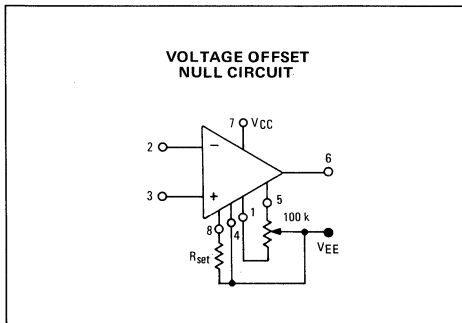 VOLTAGE OFFSET
NULL CIRCUIT
7 VCC
2
−
6
3
+
5
1
100 k
8
4
Rset
VEE